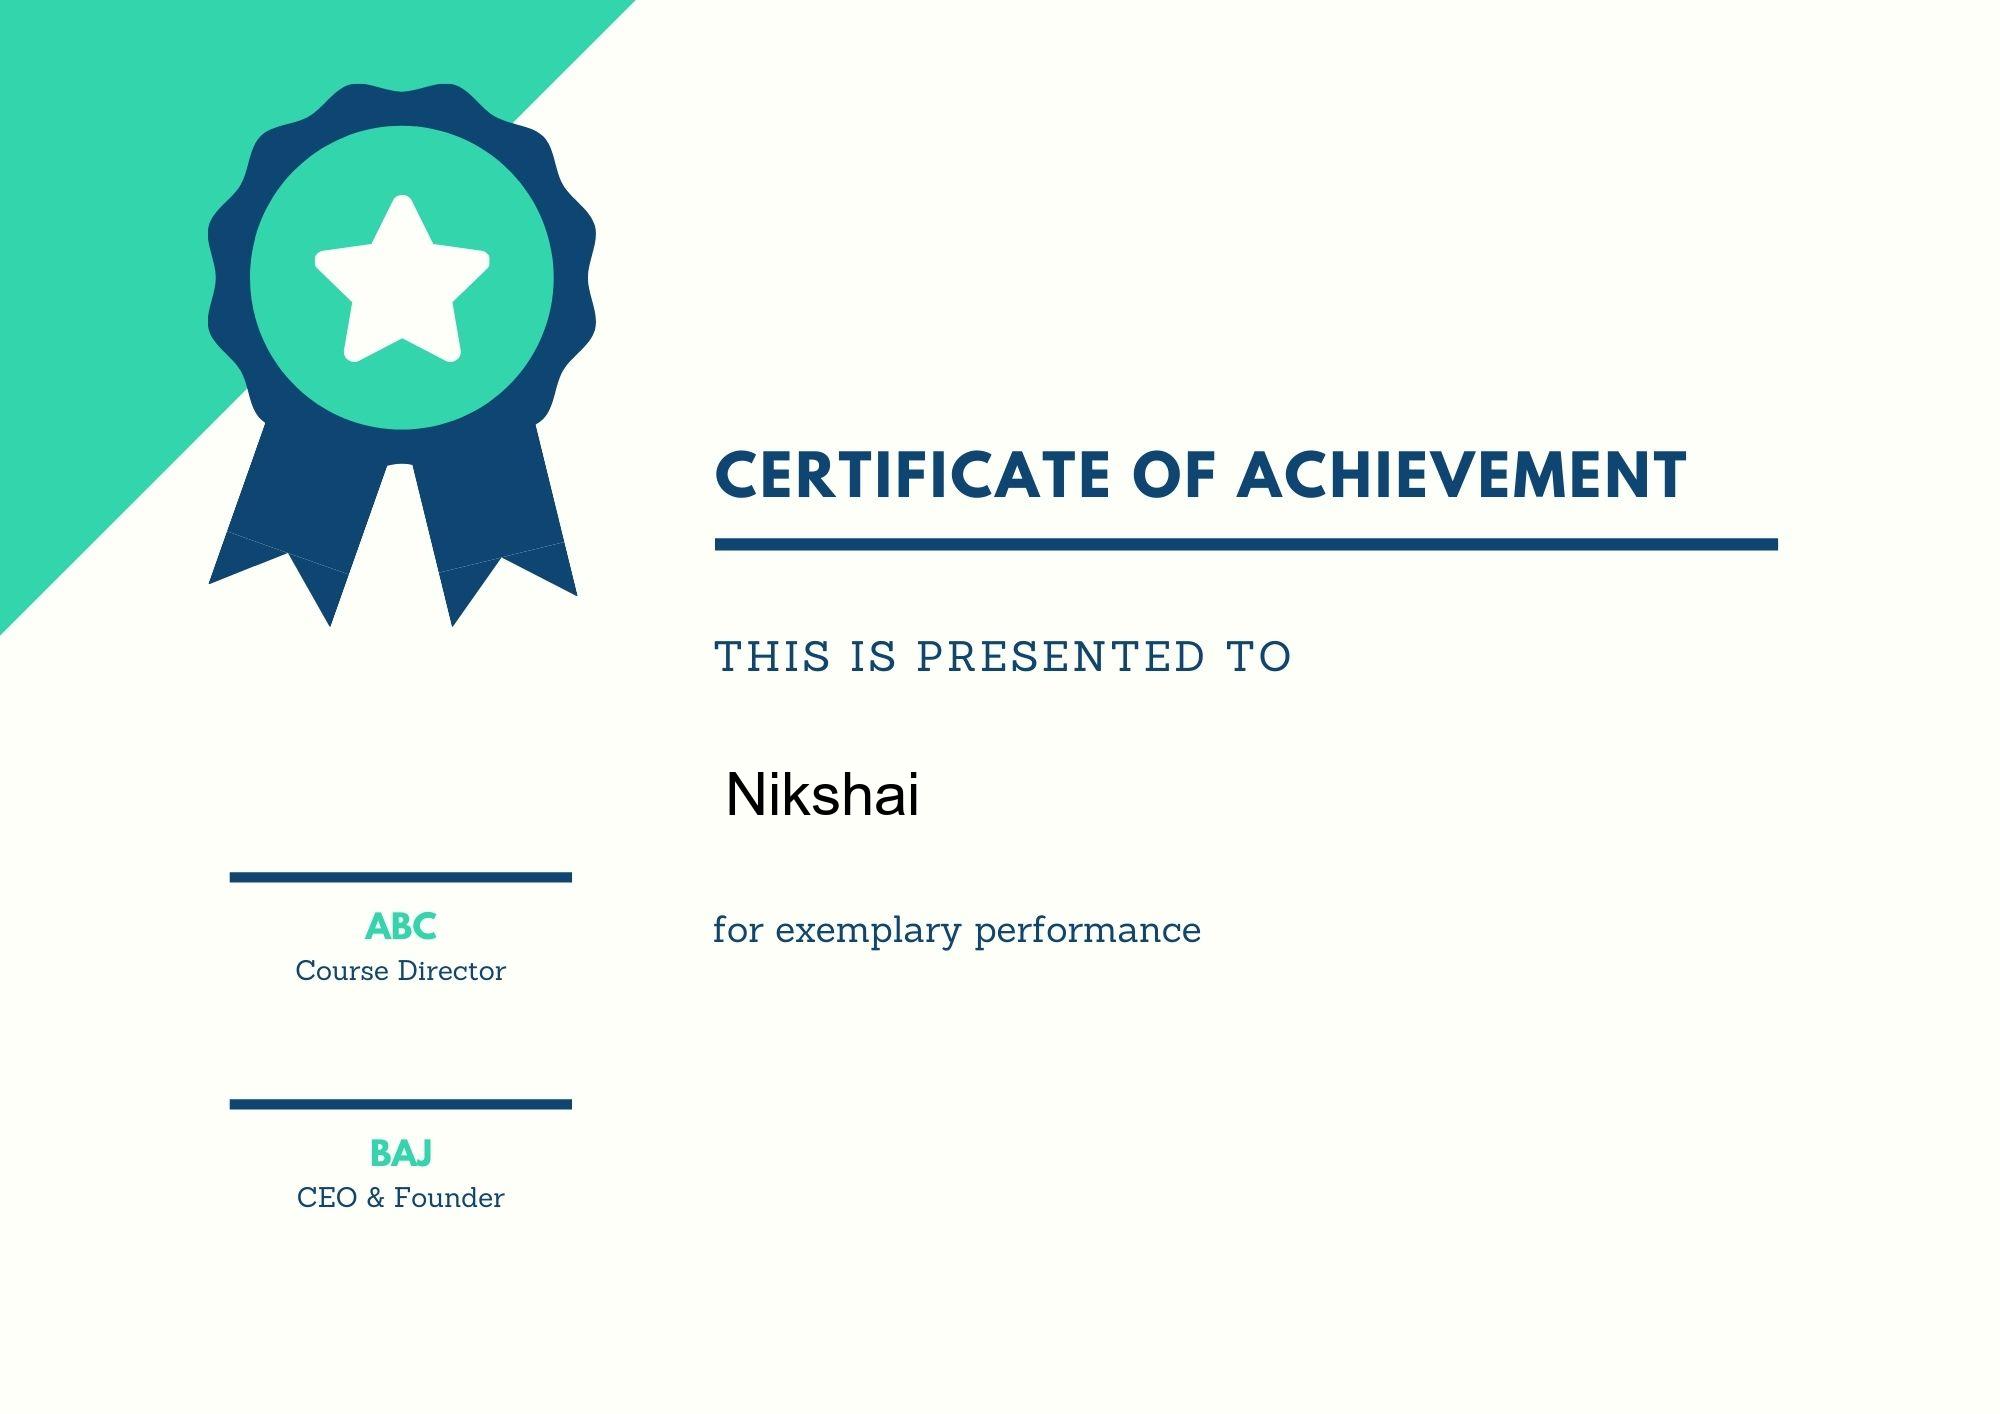 CERTIFICATE OF ACHIEVEMENT
THIS IS PRESENTED TO
Nikshai
for exemplary performance
ABC
Course Director
BAJ
CEO & Founder